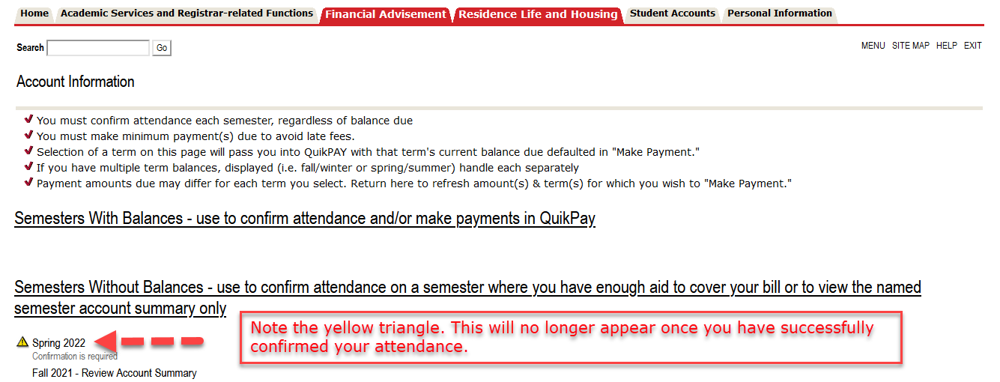 Home Academic Services and Registrar-related Functions Financial Advisement Residence Life and Housing Student Accounts Personal Information
Search Go MENU SITE MAP HELP EXIT
Account Information
You must confirm attendance each semester, regardless of balance due
You must make minimum payment(s) due to avoid late fees.
Selection of a term on this page will pass you into QuikPAY with that term's current balance due defaulted in "Make Payment."
If you have multiple term balances, displayed (i.e. fall/winter or spring/summer) handle each separately
Payment amounts due may differ for each term you select. Return here to refresh amount(s) & term(s) for which you wish to "Make Payment."
Semesters With Balances - use to confirm attendance and/or make payments in QuikPay
Semesters Without Balances - use to confirm attendance on a semester where you have enough aid to cover your bill or to view the named
semester account summary only
Note the yellow triangle. This will no longer appear once you have successfully
confirmed your attendance.
Spring 2022
Confirmation is required
Fall 2021 - Review Account Summary